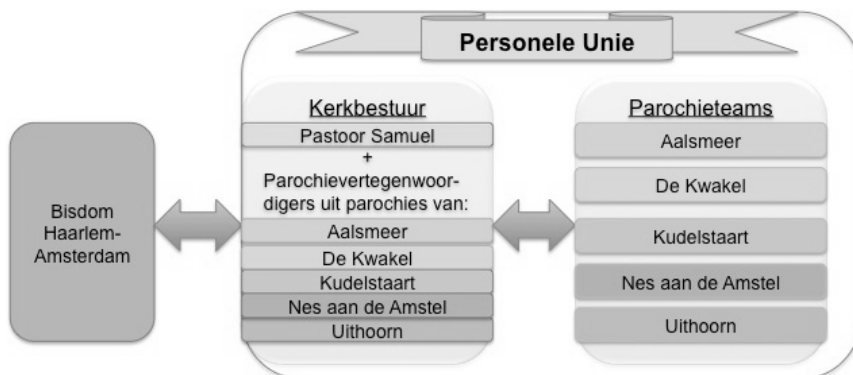 Personele Unie
Bisdom
Haarlem-
Amsterdam
Kerkbestuur
Pastoor Samuel
+
Parochievertegenwoor-
digers uit parochies van:
Aalsmeer
De Kwakel
Kudelstaart
Nes aan de Amstel
Uithoorn
Parochieteams
Aalsmeer
De Kwakel
Kudelstaart
Nes aan de Amstel
Uithoorn